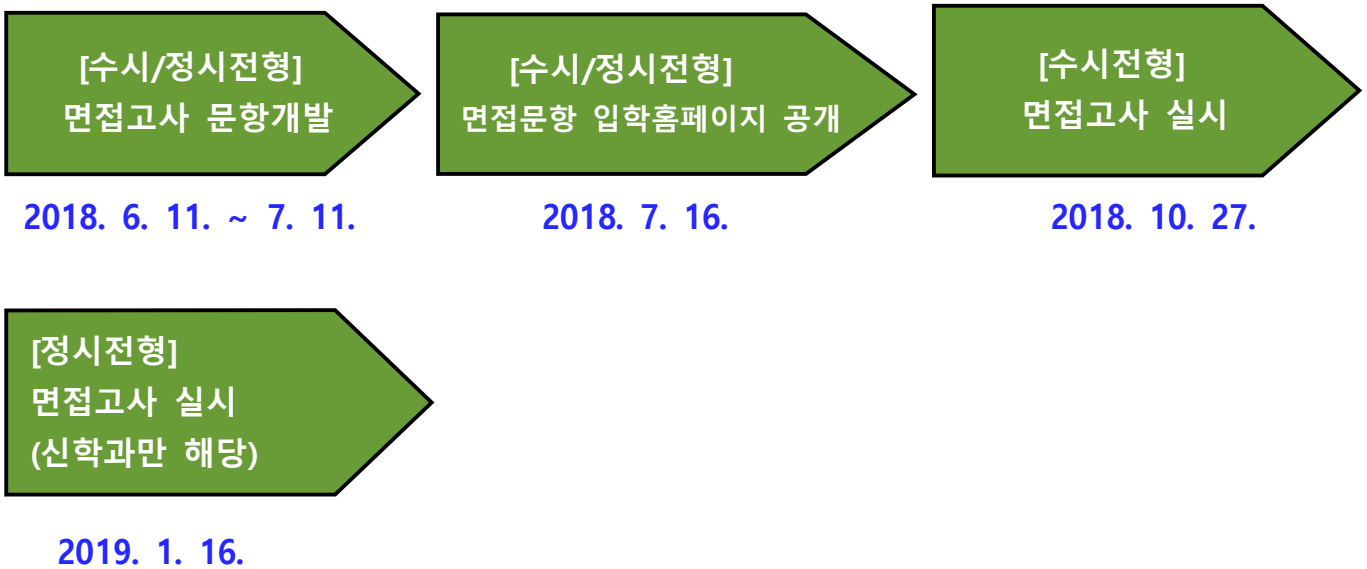 [수시/정시전형]
면접고사 문항개발
2018. 6. 11. ~ 7. 11.
[수시/정시전형]
면접문항 입학홈페이지 공개
2018. 7. 16.
[수시전형]
면접고사 실시
2018. 10. 27.
[정시전형]
면접고사 실시
(신학과만 해당)
2019. 1. 16.